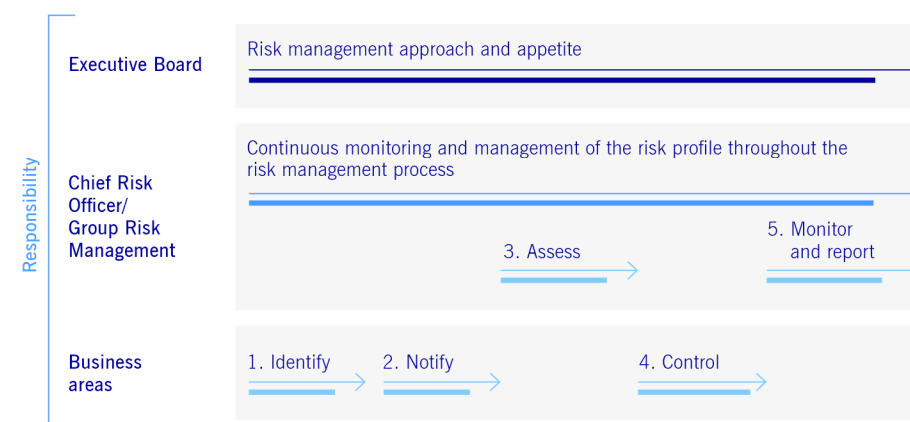 Responsibility
Executive Board
Risk management approach and appetite
Chief Risk
Officer/
Group Risk
Management
Continuous monitoring and management of the risk profile throughout the
risk management process
3. Assess
5. Monitor
and report
Business
areas
1. Identify
2. Notify
4. Control